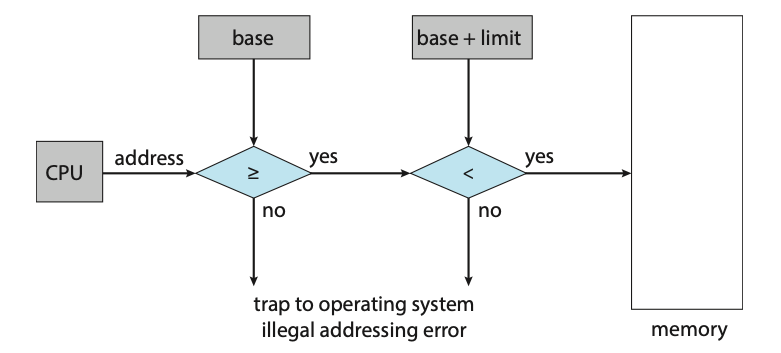 base
base + limit
CPU
address
≥
yes
<
yes
no
no
trap to operating system
illegal addressing error
memory